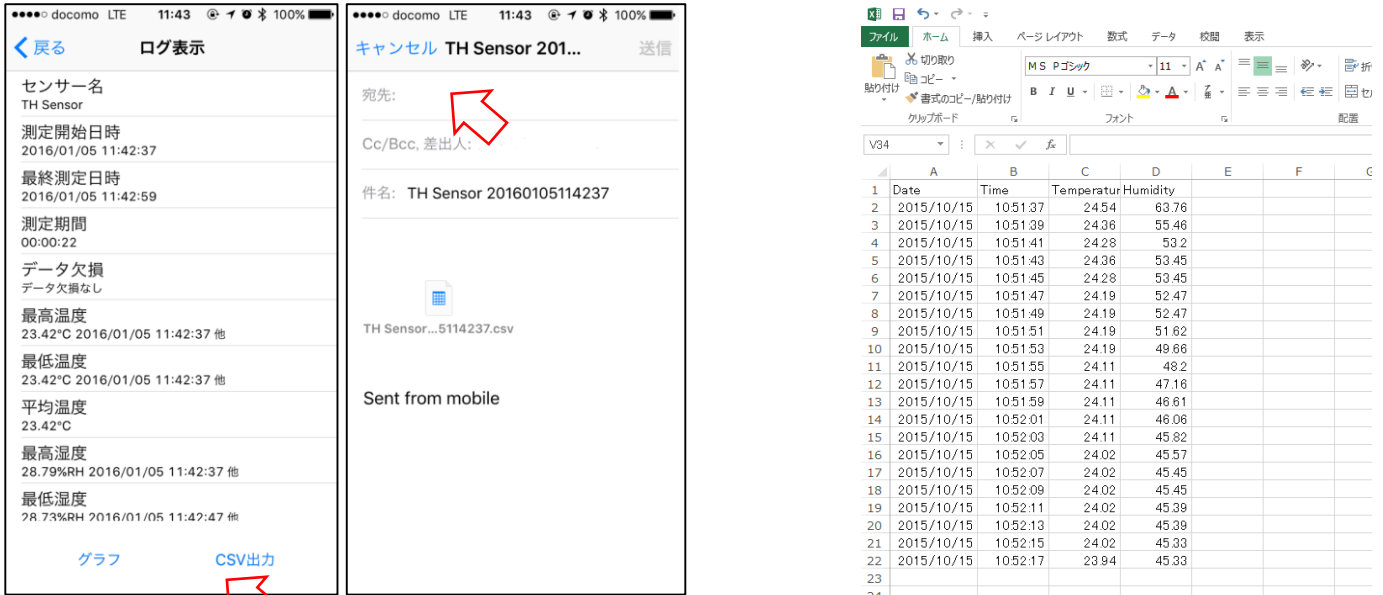 docomo LTE 11:43 100%
戻る ログ表示
センサー名
TH Sensor
測定開始日時
2016/01/05 11:42:37
最終測定日時
2016/01/05 11:42:59
測定期間
00:00:22
データ欠損
データ欠損なし
最高温度
23.42°C 2016/01/05 11:42:37 他
最低温度
23.42°C 2016/01/05 11:42:37 他
平均温度
23.42°C
最高湿度
28.79%RH 2016/01/05 11:42:37 他
最低湿度
28.73%RH 2016/01/05 11:42:47 他
グラフ CSV出力
docomo LTE 11:43 100%
キャンセル TH Sensor 201... 送信
宛先:
Cc/Bcc, 差出人:
件名: TH Sensor 20160105114237
TH Sensor...5114237.csv
Sent from mobile
ファイル ホーム 挿入 ページ レイアウト 数式 データ 校閲 表示
切り取り
コピー
書式のコピー/貼り付け
貼り付け
クリップボード
MS Pゴシック 11 A A
B I U A
フォント
折
セル
配置
V34 fx
A B C D E F G
1 Date Time Temperatur Humidity
2 2015/10/15 10:51:37 24.54 63.76
3 2015/10/15 10:51:39 24.36 55.46
4 2015/10/15 10:51:41 24.28 53.2
5 2015/10/15 10:51:43 24.36 53.45
6 2015/10/15 10:51:45 24.28 53.45
7 2015/10/15 10:51:47 24.19 52.47
8 2015/10/15 10:51:49 24.19 52.47
9 2015/10/15 10:51:51 24.19 51.62
10 2015/10/15 10:51:53 24.19 49.66
11 2015/10/15 10:51:55 24.11 48.2
12 2015/10/15 10:51:57 24.11 47.16
13 2015/10/15 10:51:59 24.11 46.61
14 2015/10/15 10:52:01 24.11 46.06
15 2015/10/15 10:52:03 24.11 45.82
16 2015/10/15 10:52:05 24.02 45.57
17 2015/10/15 10:52:07 24.02 45.45
18 2015/10/15 10:52:09 24.02 45.45
19 2015/10/15 10:52:11 24.02 45.39
20 2015/10/15 10:52:13 24.02 45.39
21 2015/10/15 10:52:15 24.02 45.33
22 2015/10/15 10:52:17 23.94 45.33
23